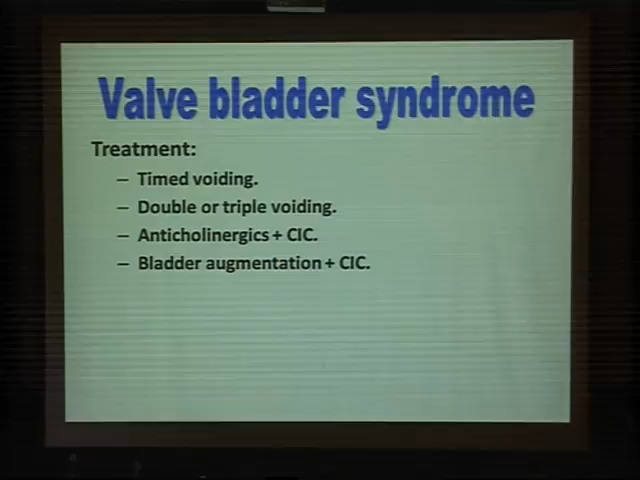 Valve bladder syndrome
Treatment:
– Timed voiding.
– Double or triple voiding.
– Anticholinergics + CIC.
– Bladder augmentation + CIC.